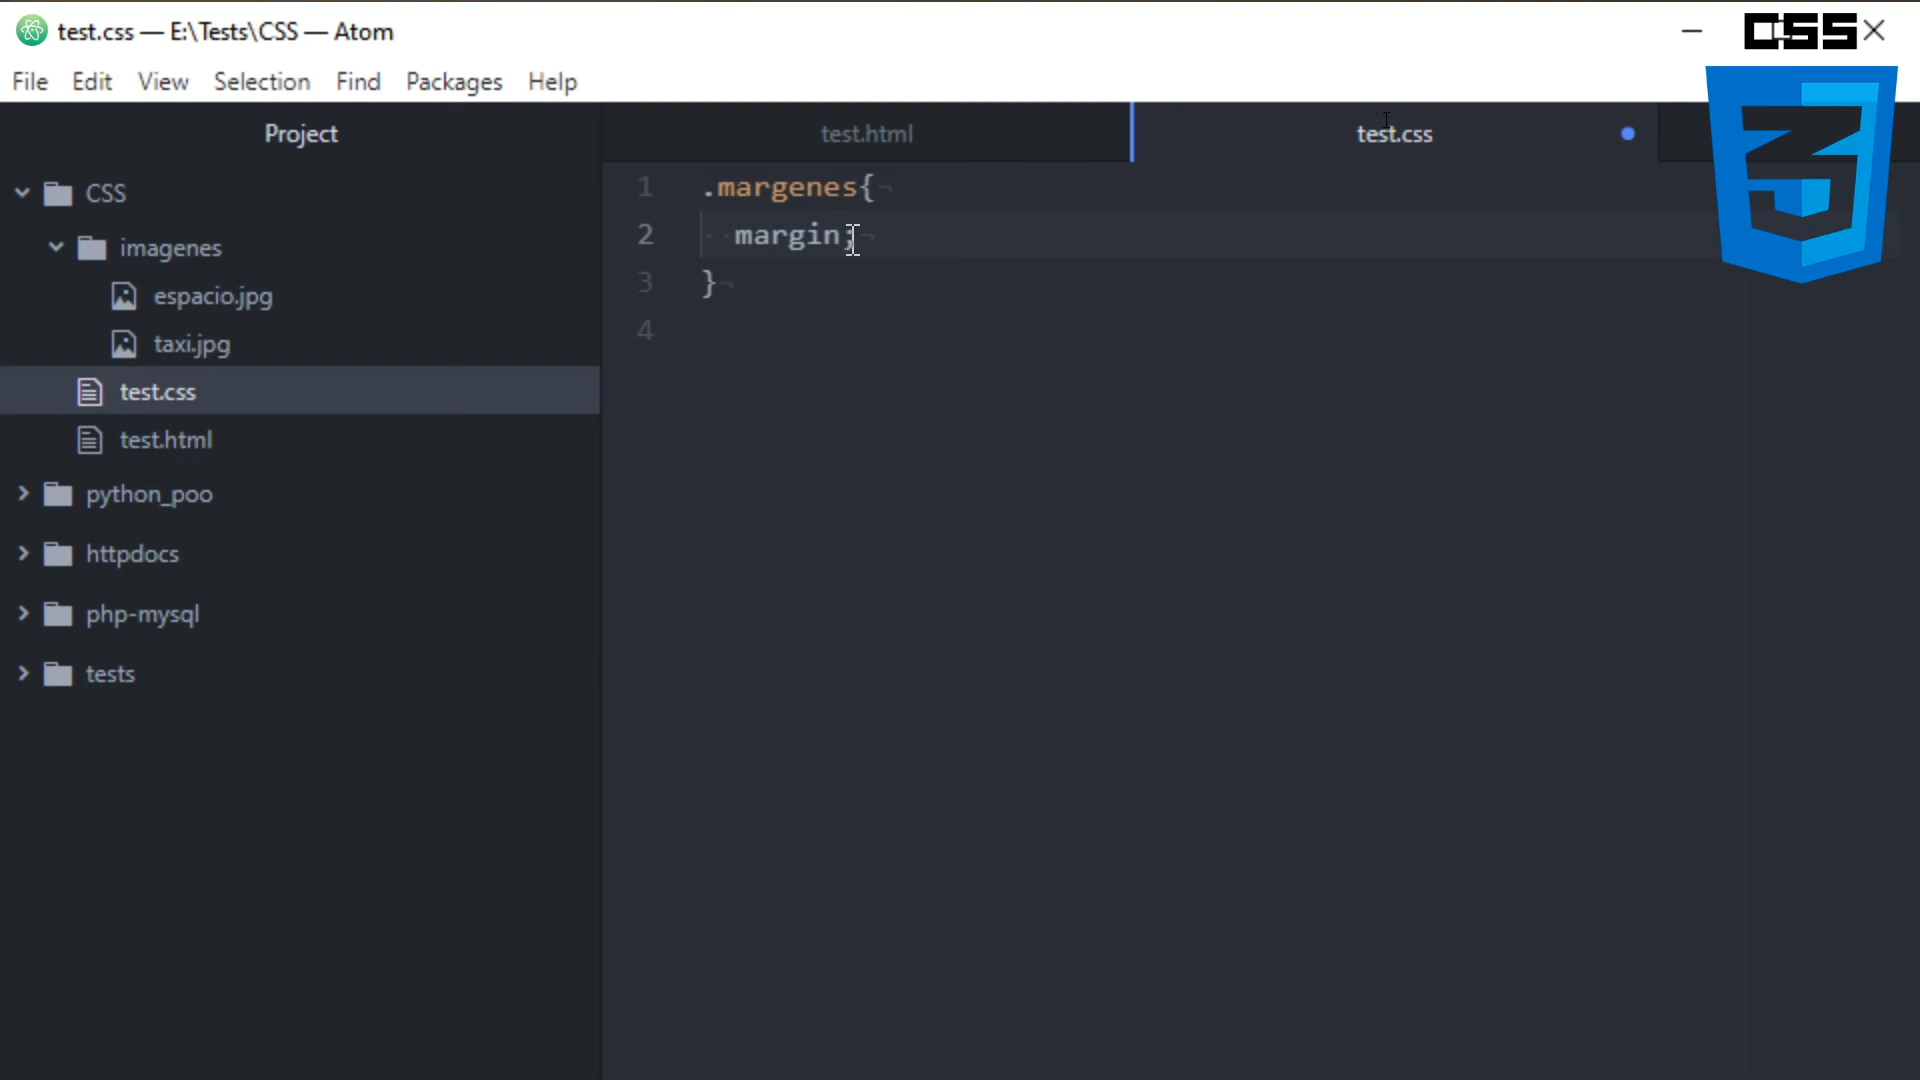 test.css — E:\Tests\CSS — Atom
CSS
File Edit View Selection Find Packages Help
Project
test.html
test.css
CSS
imagenes
espacio.jpg
taxi.jpg
test.css
test.html
python_poo
httpdocs
php-mysql
tests
1 .margenes{
2 margin;
3 }
4